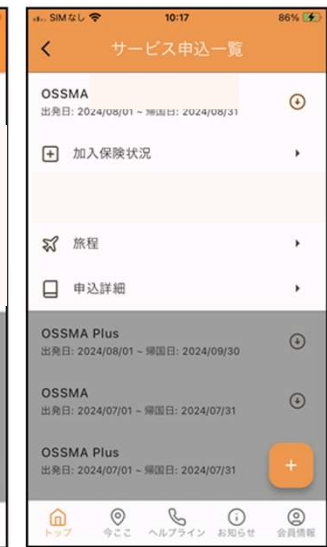 SIMなし
10:17
86%
サービス申込一覧
OSSMA
出発日: 2024/08/01 ~ 帰国日: 2024/08/31
加入保険状況
旅程
申込詳細
OSSMA Plus
出発日: 2024/08/01 ~ 帰国日: 2024/09/30
OSSMA
出発日: 2024/07/01 ~ 帰国日: 2024/07/31
OSSMA Plus
出発日: 2024/07/01 ~ 帰国日: 2024/07/31
トップ 今ここ ヘルプライン お知らせ 会員情報